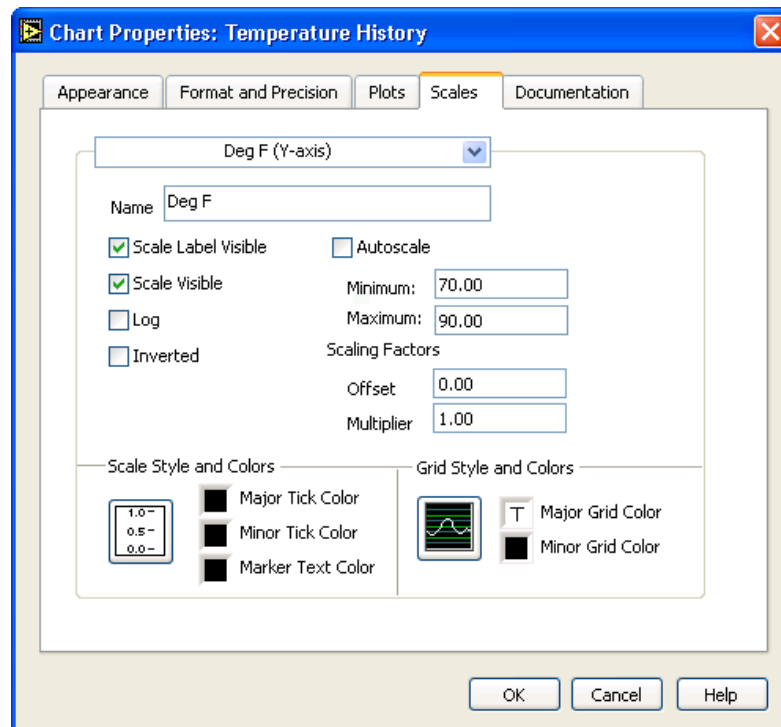 Chart Properties: Temperature History
Appearance Format and Precision Plots Scales Documentation
Deg F (Y-axis)
Name Deg F
Scale Label Visible Autoscale
Scale Visible Minimum: 70.00
Log Maximum: 90.00
Inverted Scaling Factors
Offset 0.00
Multiplier 1.00
Scale Style and Colors Grid Style and Colors
1.0
0.5
0.0
Major Tick Color
Minor Tick Color
Marker Text Color
T Major Grid Color
Minor Grid Color
OK Cancel Help